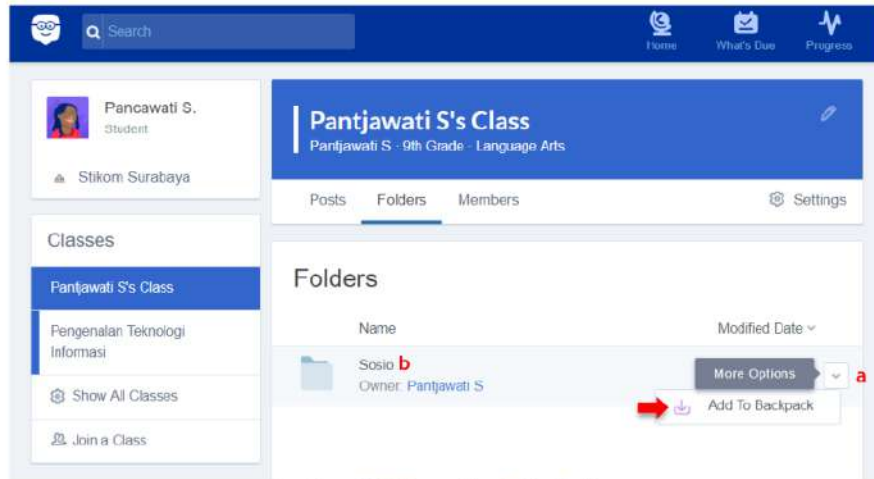 Search
Home
What's Due
Progress
Pancawati S.
Student
Stikom Surabaya
Classes
Pantjawati S's Class
Pengenalan Teknologi
Informasi
Show All Classes
Join a Class
Pantjawati S's Class
Pantjawati S · 9th Grade · Language Arts
Posts Folders Members Settings
Folders
Name Modified Date
Sosio b
Owner: Pantjawati S
More Options a
Add To Backpack